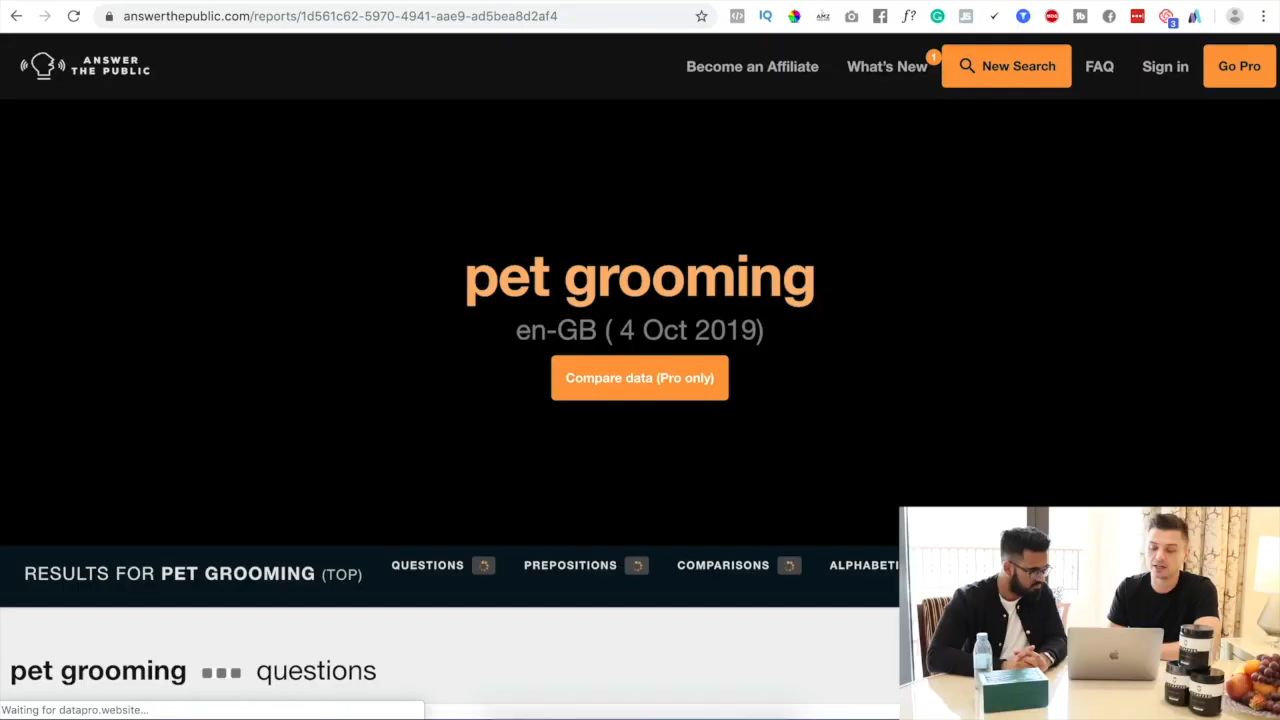 answerthepublic.com/reports/1d561c62-5970-4941-aae9-ad5bea8d2af4
ANSWER
THE PUBLIC
Become an Affiliate
What's New
1
New Search
FAQ
Sign in
Go Pro
pet grooming
en-GB ( 4 Oct 2019)
Compare data (Pro only)
RESULTS FOR PET GROOMING (TOP)
QUESTIONS
PREPOSITIONS
COMPARISONS
ALPHABETI
pet grooming questions
Waiting for datapro.website...